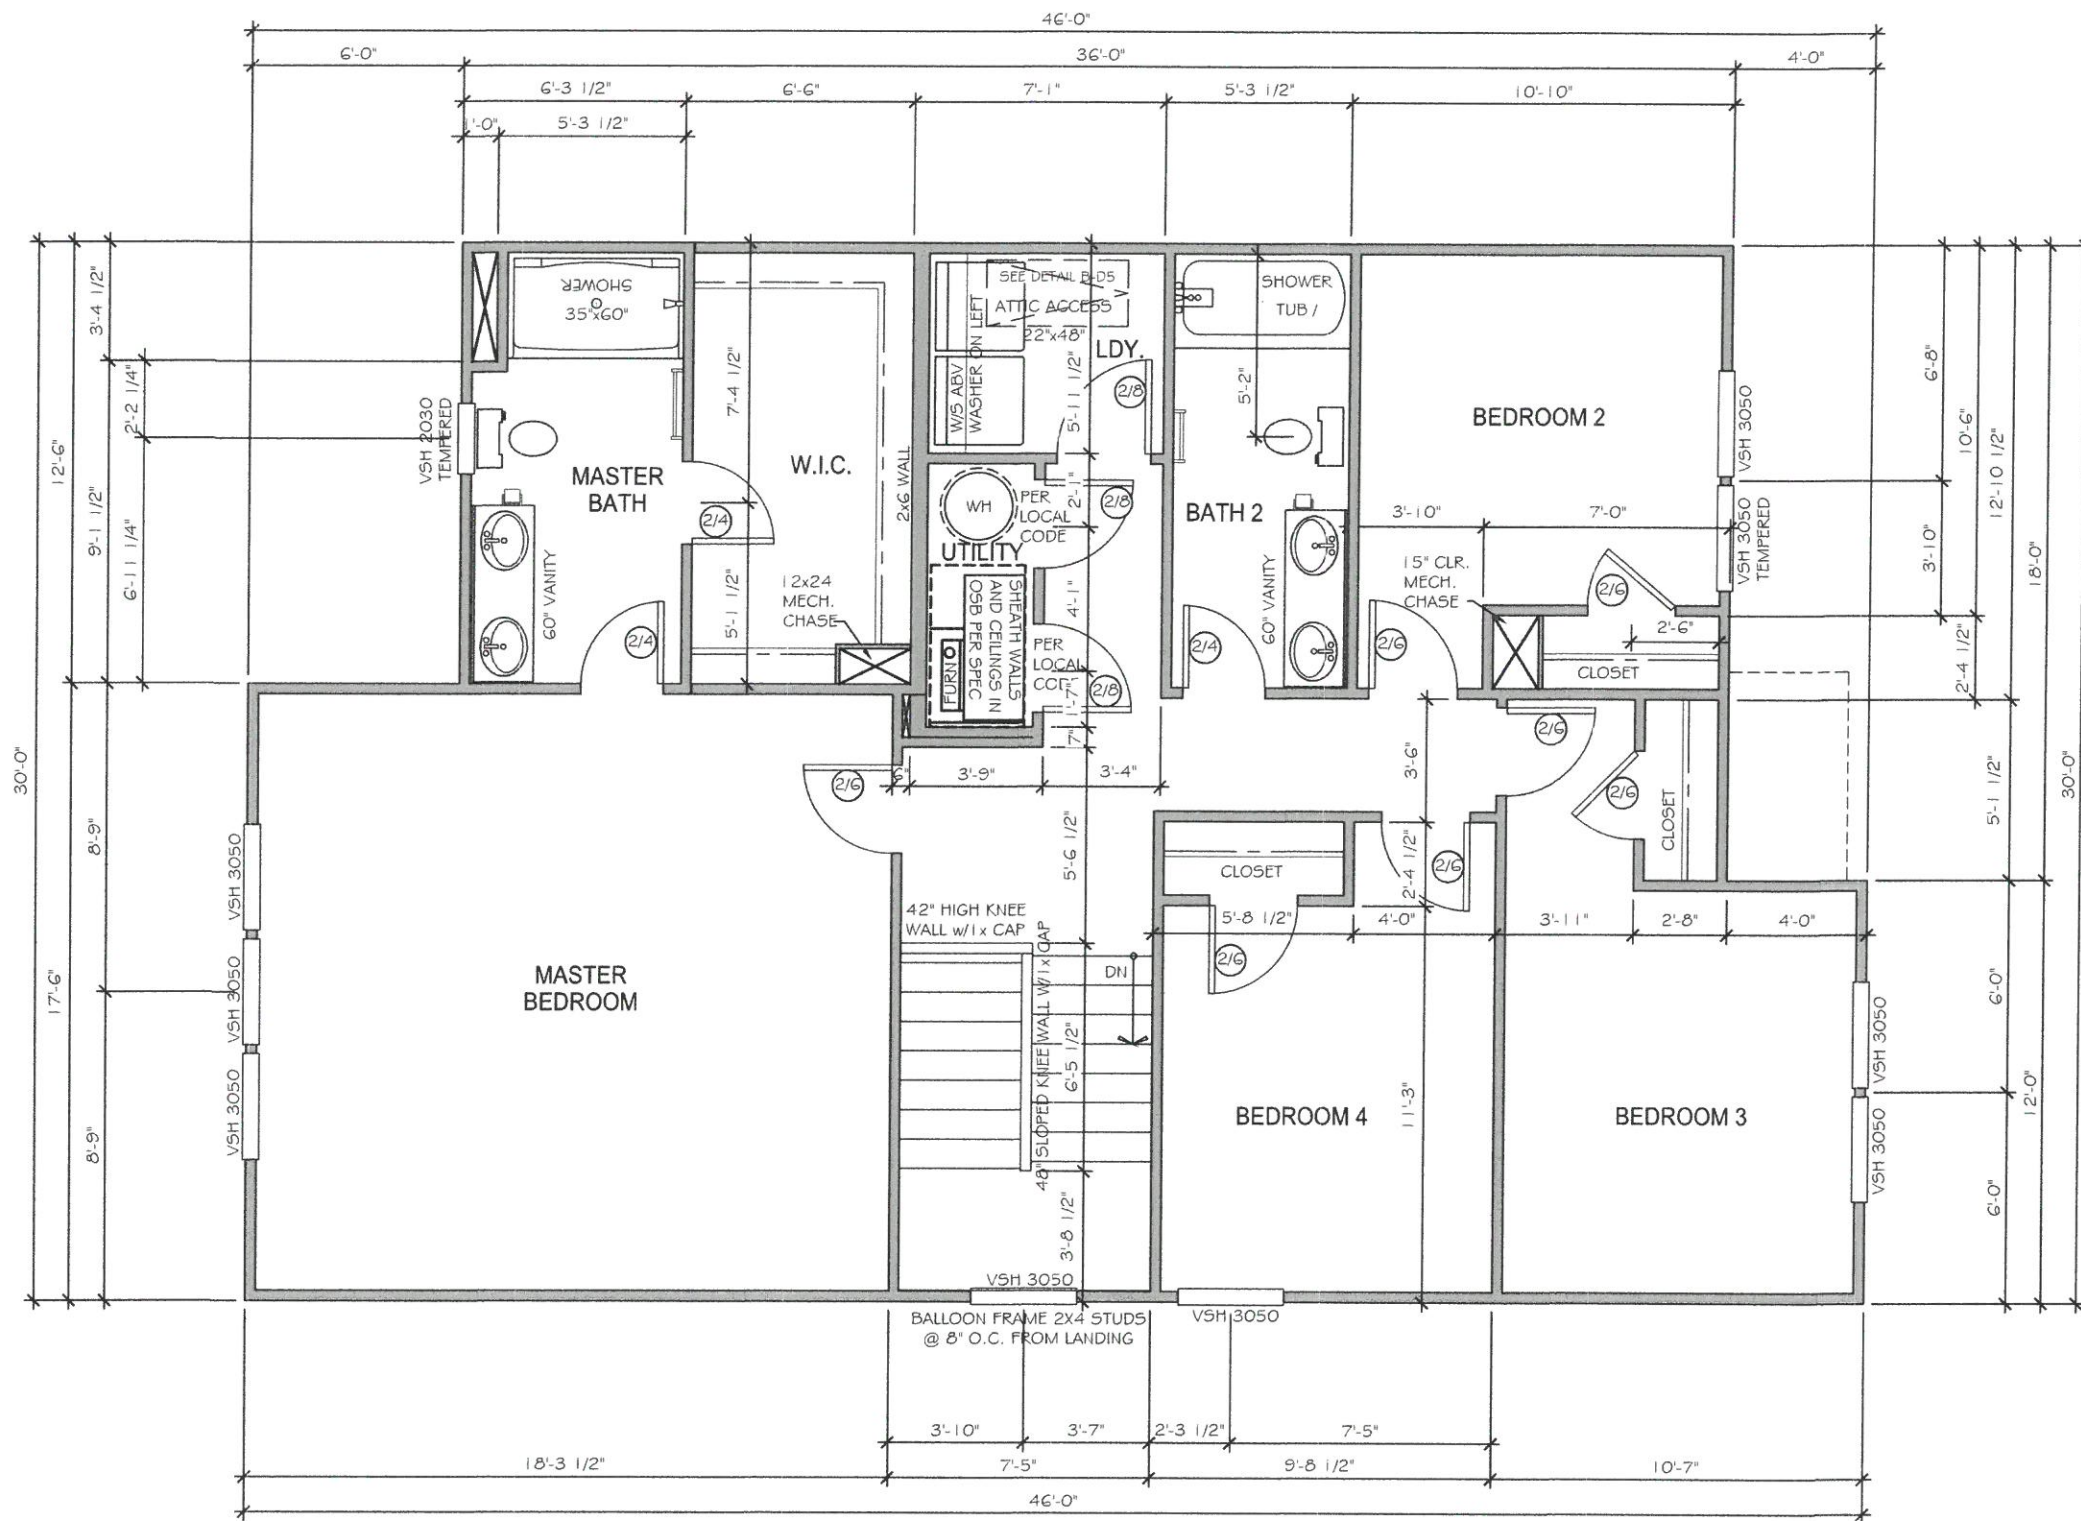 46'-0"
6'-0"
36'-0"
4'-0"
6'-3 1/2"
6'-6"
7'-1"
5'-3 1/2"
10'-10"
1'-0"
5'-3 1/2"
30'-0"
12'-6"
17'-6"
3'-4 1/2"
9'-1 1/2"
8'-9"
8'-9"
2'-2 1/4"
6'-11 1/4"
SHOWER
35"x60"
VSH 2030
TEMPERED
MASTER
BATH
60" VANITY
2/4
2/4
7'-4 1/2"
5'-1 1/2"
W.I.C.
2x6 WALL
12x24
MECH.
CHASE
SEE DETAIL B-D5
ATTIC ACCESS
22"x48"
W/S ABV
WASHER ON LEFT
LDY.
5'-11 1/2"
2/8
WH
PER
LOCAL
CODE
2'-1"
2/8
UTILITY
SHEATH WALLS
AND CEILINGS IN
OSB PER SPEC
FURN
4'-1"
PER
LOCAL
CODE
2/8
1'-7"
7"
SHOWER
TUB /
5'-2"
BATH 2
60" VANITY
2/4
BEDROOM 2
VSH 3050
VSH 3050
TEMPERED
3'-10"
7'-0"
15" CLR.
MECH.
CHASE
2/6
2/6
2'-6"
CLOSET
6'-8"
3'-10"
10'-6"
2'-4 1/2"
12'-10 1/2"
5'-1 1/2"
18'-0"
12'-0"
30'-0"
6'-0"
6'-0"
2/6
6"
3'-9"
3'-4"
3'-6"
2/6
2/6
CLOSET
5'-6 1/2"
CLOSET
2'-4 1/2"
2/6
42" HIGH KNEE
WALL w/1x CAP
5'-8 1/2"
4'-0"
3'-11"
2'-8"
4'-0"
2/6
DN
48" SLOPED KNEE WALL W/1x CAP
6'-5 1/2"
3'-8 1/2"
MASTER
BEDROOM
VSH 3050
VSH 3050
VSH 3050
BEDROOM 4
11'-3"
BEDROOM 3
VSH 3050
VSH 3050
VSH 3050
BALLOON FRAME 2X4 STUDS
@ 8" O.C. FROM LANDING
VSH 3050
3'-10"
3'-7"
2'-3 1/2"
7'-5"
18'-3 1/2"
7'-5"
9'-8 1/2"
10'-7"
46'-0"